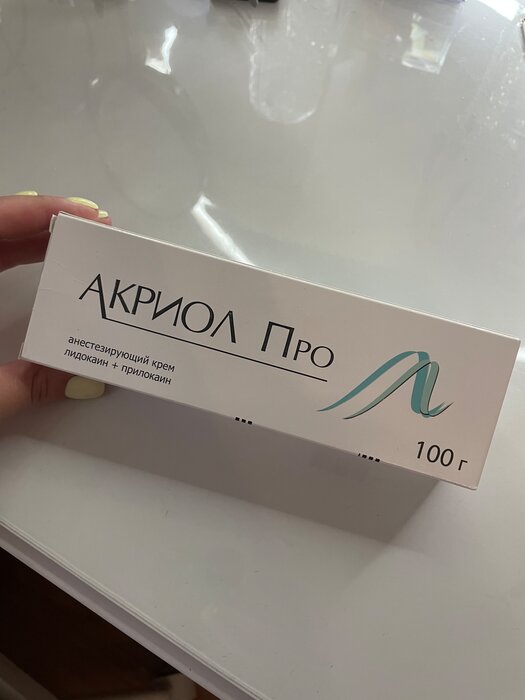 Акриол Про
анестезирующий крем
лидокаин + прилокаин
100 г